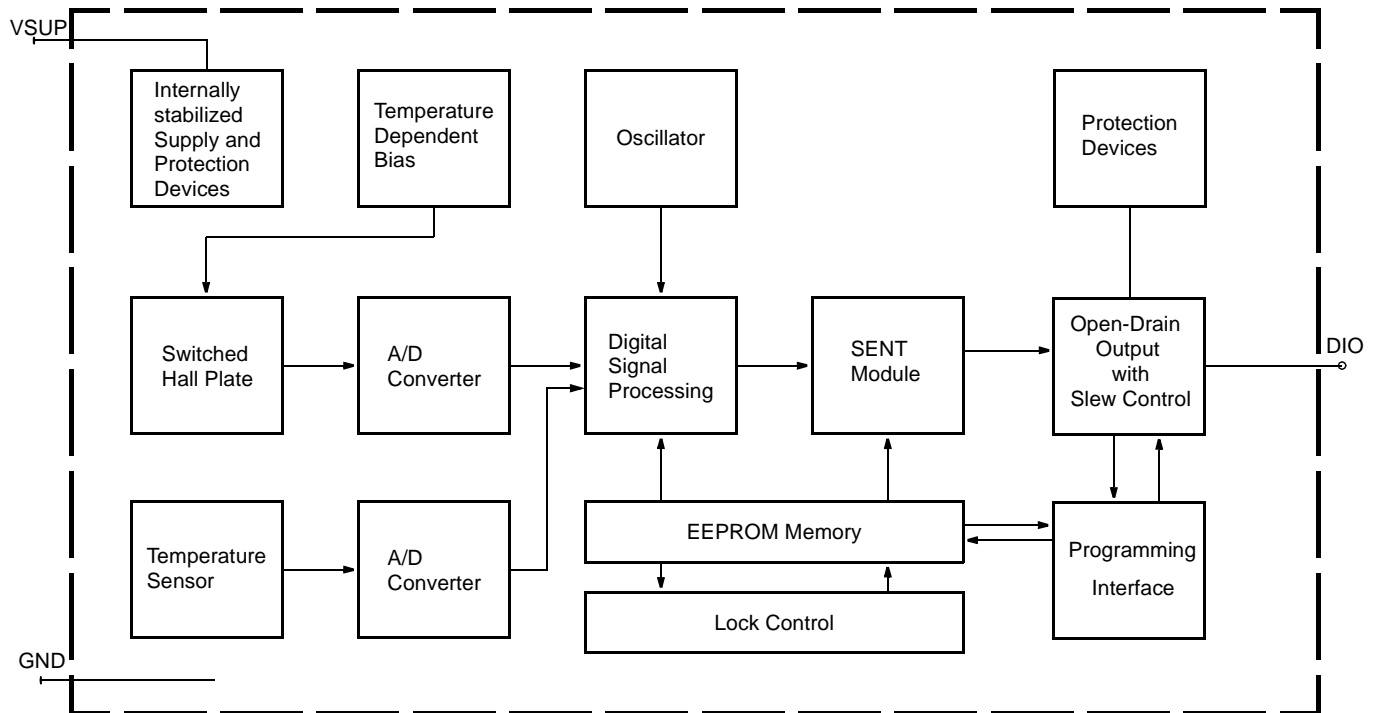 VSUP
Internally
stabilized
Supply and
Protection
Devices
Temperature
Dependent
Bias
Oscillator
Protection
Devices
Switched
Hall Plate
A/D
Converter
Digital
Signal
Processing
SENT
Module
Open-Drain
Output
with
Slew Control
DIO
Temperature
Sensor
A/D
Converter
EEPROM Memory
Lock Control
Programming
Interface
GND